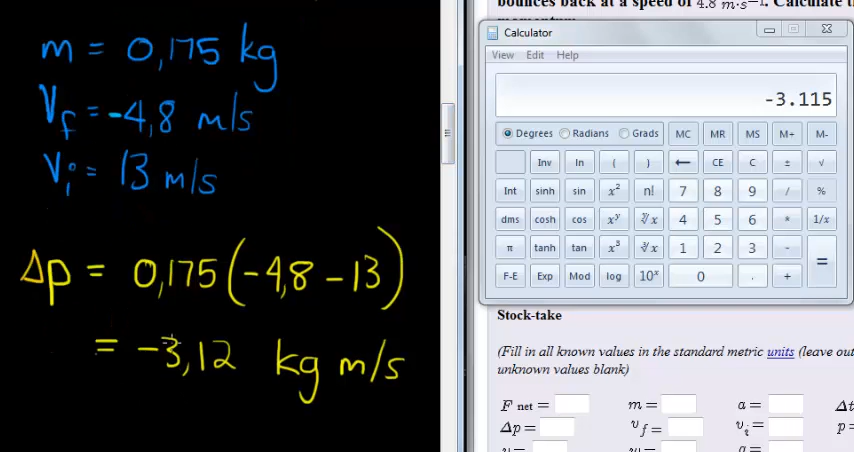 m = 0,175 kg
Vf = -4,8 m/s
Vi = 13 m/s
Δp = 0,175 (-4,8 - 13)
= -3,12 kg m/s
bounces back at a speed of 4.8 m·s−1. Calculate
Calculator
View Edit Help
-3.115
Degrees Radians Grads MC MR MS M+ M-
Inv ln ( ) ← CE C ± √
Int sinh sin x² n! 7 8 9 / %
dms cosh cos xʸ ʸ√x 4 5 6 * 1/x
π tanh tan x³ ³√x 1 2 3 - =
F-E Exp Mod log 10ˣ 0 . +
Stock-take
(Fill in all known values in the standard metric units (leave out
unknown values blank)
F net = m = a = Δt
Δp = vf = vi = p=